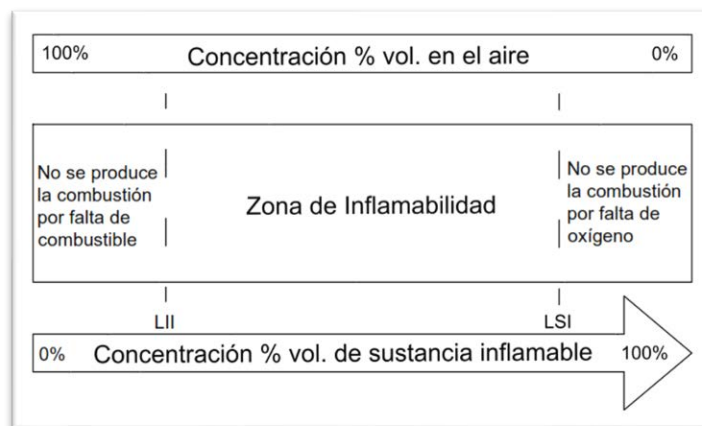 100% Concentración % vol. en el aire 0%
No se produce
la combustión
por falta de
combustible
Zona de Inflamabilidad
No se produce
la combustión
por falta de
oxígeno
LII LSI
0% Concentración % vol. de sustancia inflamable 100%